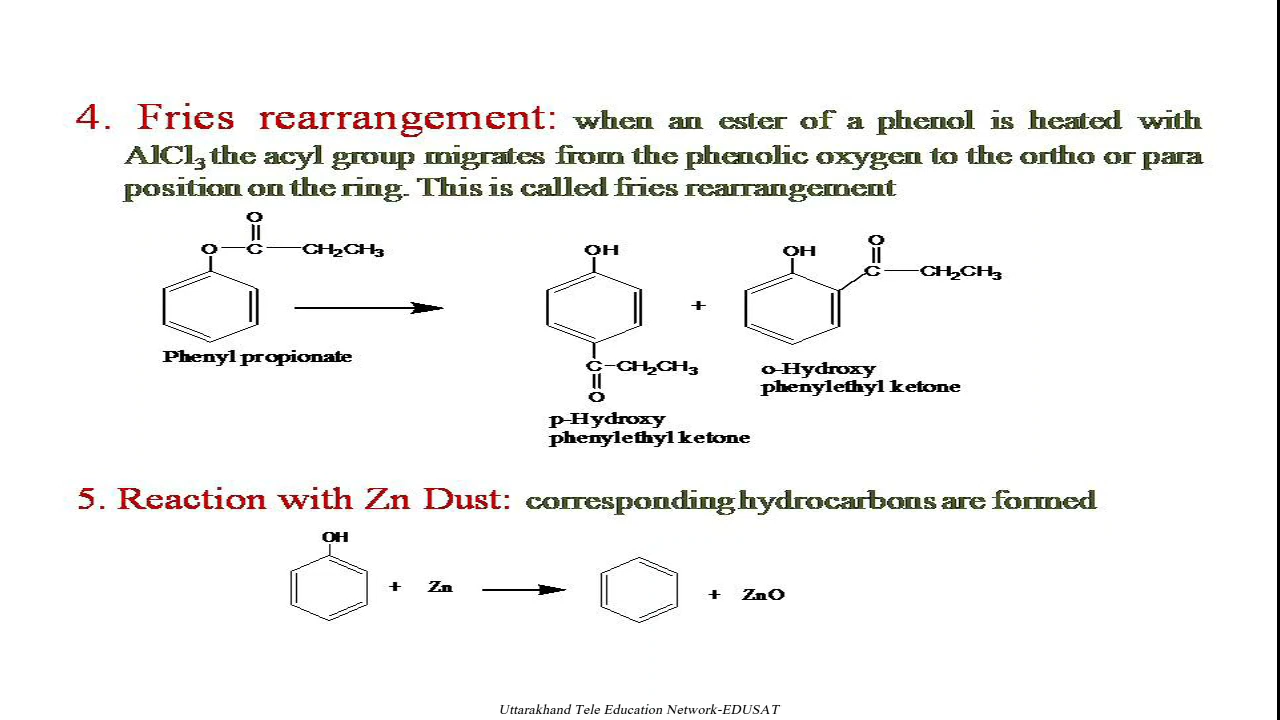 4. Fries rearrangement: when an ester of a phenol is heated with
AlCl3 the acyl group migrates from the phenolic oxygen to the ortho or para
position on the ring. This is called fries rearrangement
O
O C CH2CH3
Phenyl propionate
OH
C-CH2CH3
O
p-Hydroxy
phenylethyl ketone
+
OH
O
C CH2CH3
o-Hydroxy
phenylethyl ketone
5. Reaction with Zn Dust: corresponding hydrocarbons are formed
OH
+ Zn
+ ZnO
Uttarakhand Tele Education Network-EDUSAT